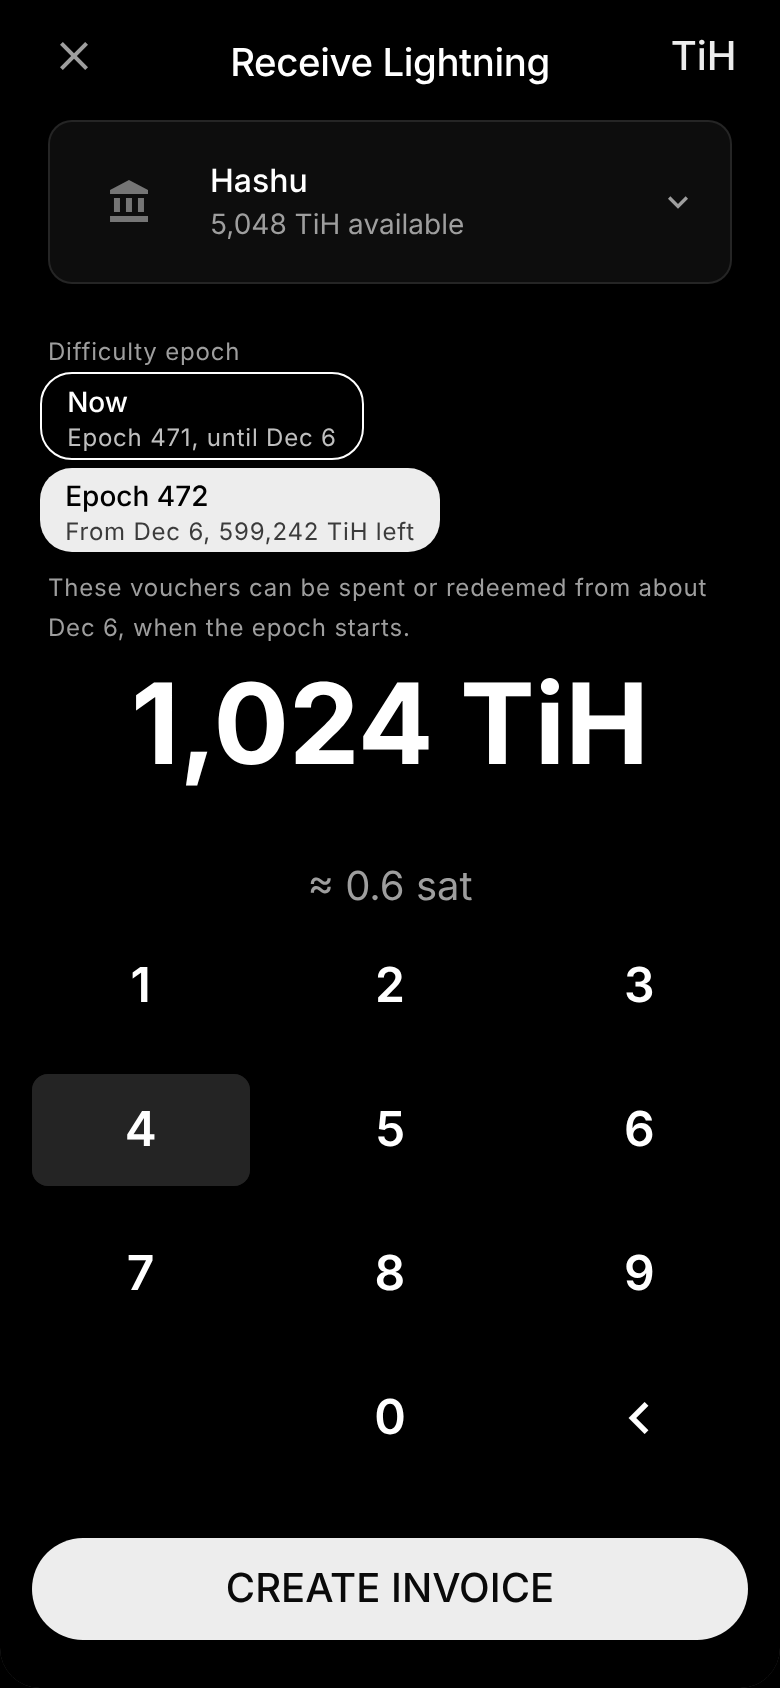 Receive Lightning
TiH
Hashu
5,048 TiH available
Difficulty epoch
Now
Epoch 471, until Dec 6
Epoch 472
From Dec 6, 599,242 TiH left
These vouchers can be spent or redeemed from about
Dec 6, when the epoch starts.
1,024 TiH
≈ 0.6 sat
1 2 3
4 5 6
7 8 9
0
CREATE INVOICE